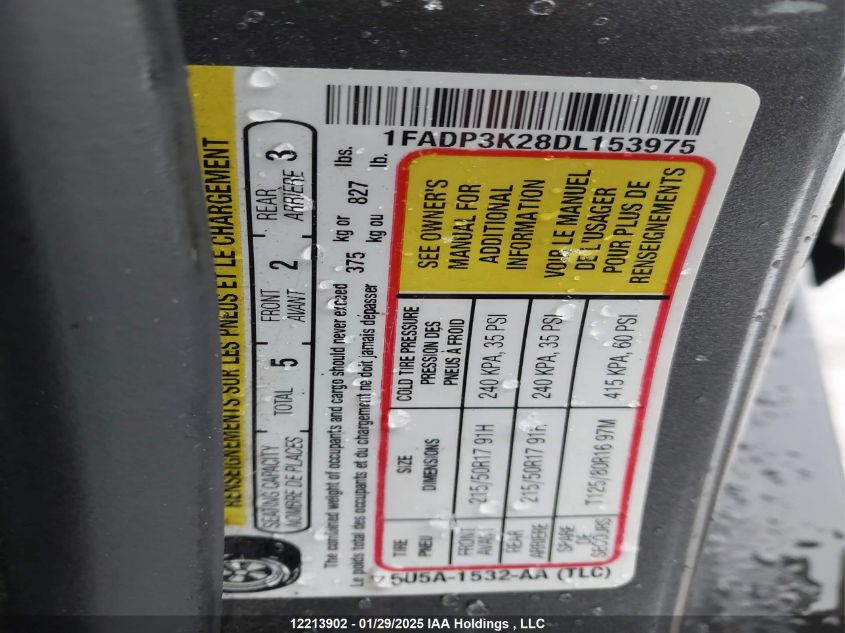 RENSEIGNEMENTS SUR LES PNEUS ET LE CHARGEMENT
SEATING CAPACITY
NOMBRE DE PLACES
TOTAL 5
FRONT
AVANT 2
REAR
ARRIÈRE 3
The combined weight of occupants and cargo should never exceed 375 kg or 827 lbs.
Le poids total des occupants et du chargement ne doit jamais dépasser kg ou lb.
TIRE
PNEU
SIZE
DIMENSIONS
COLD TIRE PRESSURE
PRESSION DES
PNEUS À FROID
FRONT
AVANT
215/50R17 91H
240 KPA, 35 PSI
REAR
ARRIÈRE
215/50R17 91H
240 KPA, 35 PSI
SPARE
DE
SECOURS
T125/80R16 97M
415 KPA, 60 PSI
SEE OWNER'S
MANUAL FOR
ADDITIONAL
INFORMATION
VOIR LE MANUEL
DE L'USAGER
POUR PLUS DE
RENSEIGNEMENTS
1FADP3K28DL153975
5U5A-1532-AA (TLC)
12213902 - 01/29/2025 IAA Holdings , LLC